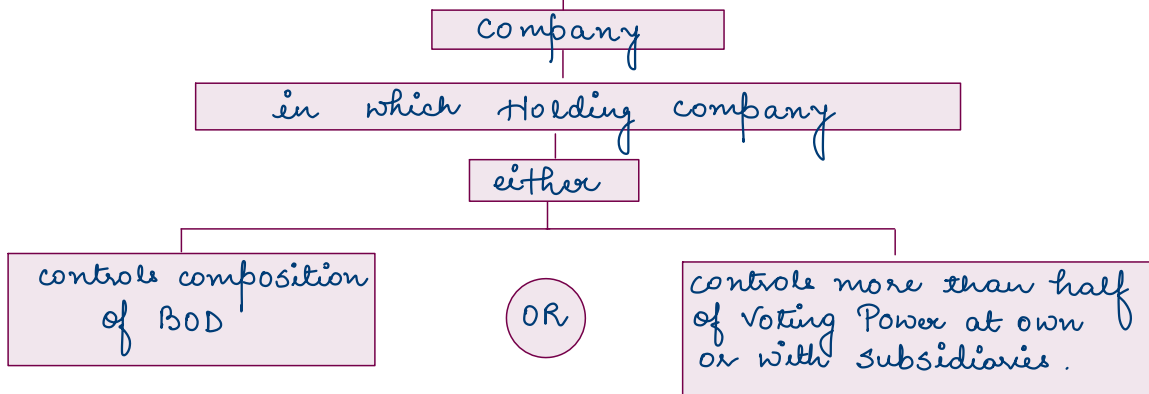 Company
in which Holding company
either
controls composition
of BOD
OR
controls more than half
of Voting Power at own
or with subsidiaries.